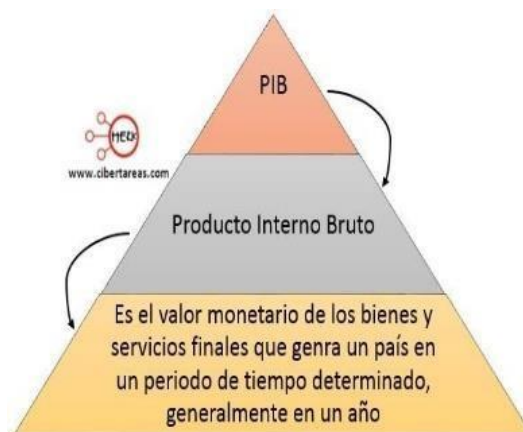 PIB
MERK
www.cibertareas.com
Producto Interno Bruto
Es el valor monetario de los bienes y
servicios finales que genra un país en
un periodo de tiempo determinado,
generalmente en un año